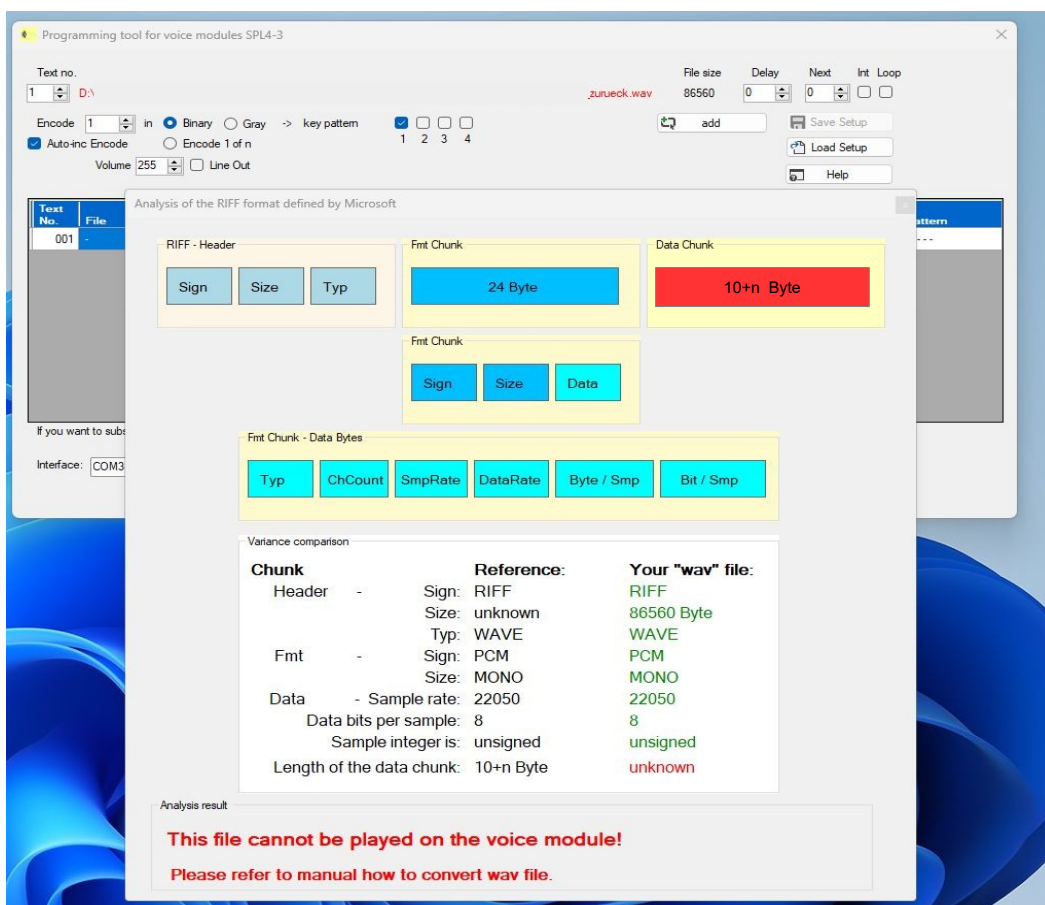 Programming tool for voice modules SPL4-3
Text no. File size Delay Next Int Loop
1 D:\ _zurueck.wav 86560 0 0
Encode 1 in Binary Gray -> key pattern add Save Setup
1 2 3 4
Auto-inc Encode Encode 1 of n Load Setup
Volume 255 Line Out Help
Text No. File attern
001 - - - -
If you want to subs
Interface: COM3
Analysis of the RIFF format defined by Microsoft
RIFF - Header Fmt Chunk Data Chunk
Sign Size Typ 24 Byte 10+n Byte
Fmt Chunk
Sign Size Data
Fmt Chunk - Data Bytes
Typ ChCount SmpRate DataRate Byte / Smp Bit / Smp
Variance comparison
Chunk Reference: Your "wav" file:
Header - Sign: RIFF RIFF
Size: unknown 86560 Byte
Typ: WAVE WAVE
Fmt - Sign: PCM PCM
Size: MONO MONO
Data - Sample rate: 22050 22050
Data bits per sample: 8 8
Sample integer is: unsigned unsigned
Length of the data chunk: 10+n Byte unknown
Analysis result
This file cannot be played on the voice module!
Please refer to manual how to convert wav file.